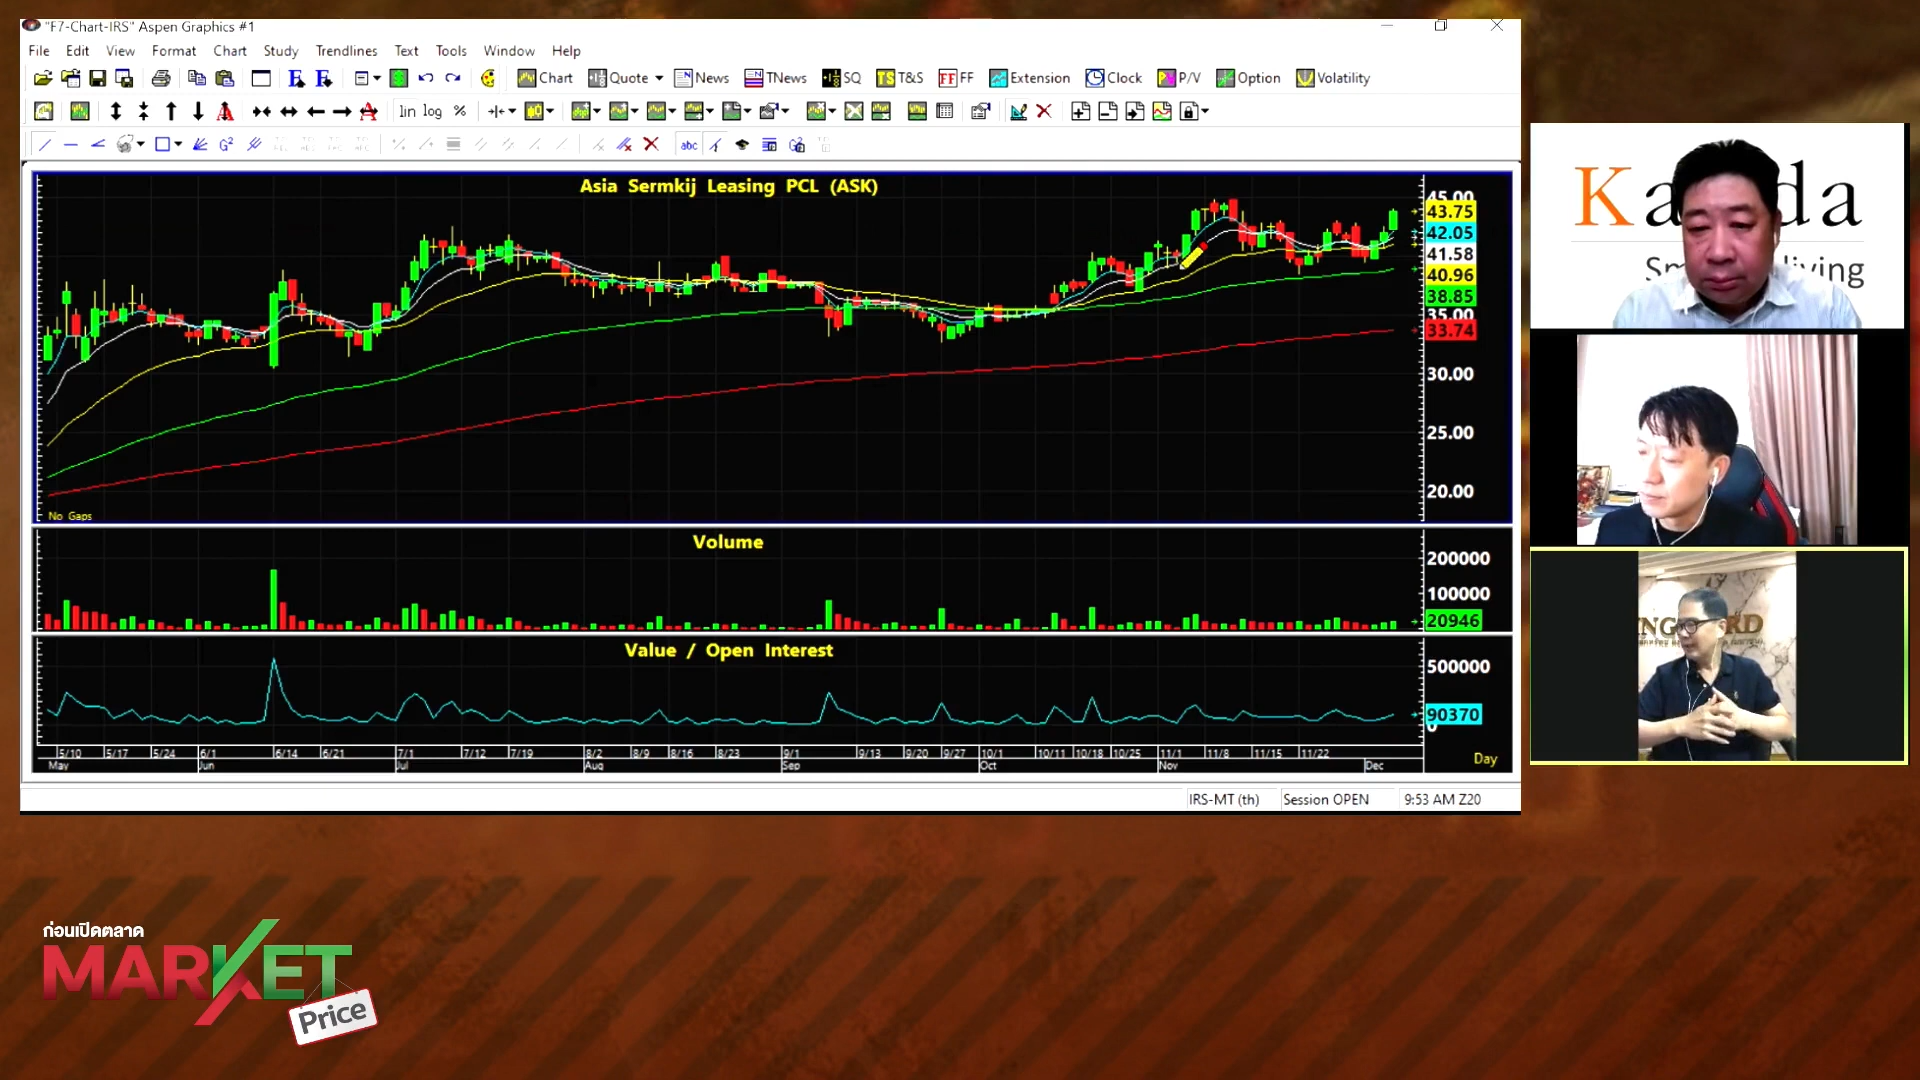 "F7-Chart-IRS" Aspen Graphics #1
File Edit View Format Chart Study Trendlines Text Tools Window Help
Chart Quote News TNews SQ TS T&S FF FF Extension Clock P/V Option Volatility
lin log %
G² abc
Asia Sermkij Leasing PCL (ASK)
45.00
43.75
42.05
41.58
40.96
38.85
35.00
33.74
30.00
25.00
20.00
No Gaps
Volume
200000
100000
20946
Value / Open Interest
500000
90370
0
5/10 5/17 5/24 6/1 6/14 6/21 7/1 7/12 7/19 8/2 8/9 8/16 8/23 9/1 9/13 9/20 9/27 10/1 10/11 10/18 10/25 11/1 11/8 11/15 11/22
May Jun Jul Aug Sep Oct Nov Dec
Day
IRS-MT (th) Session OPEN 9:53 AM Z20
ก่อนเปิดตลาด
MARKET
Price